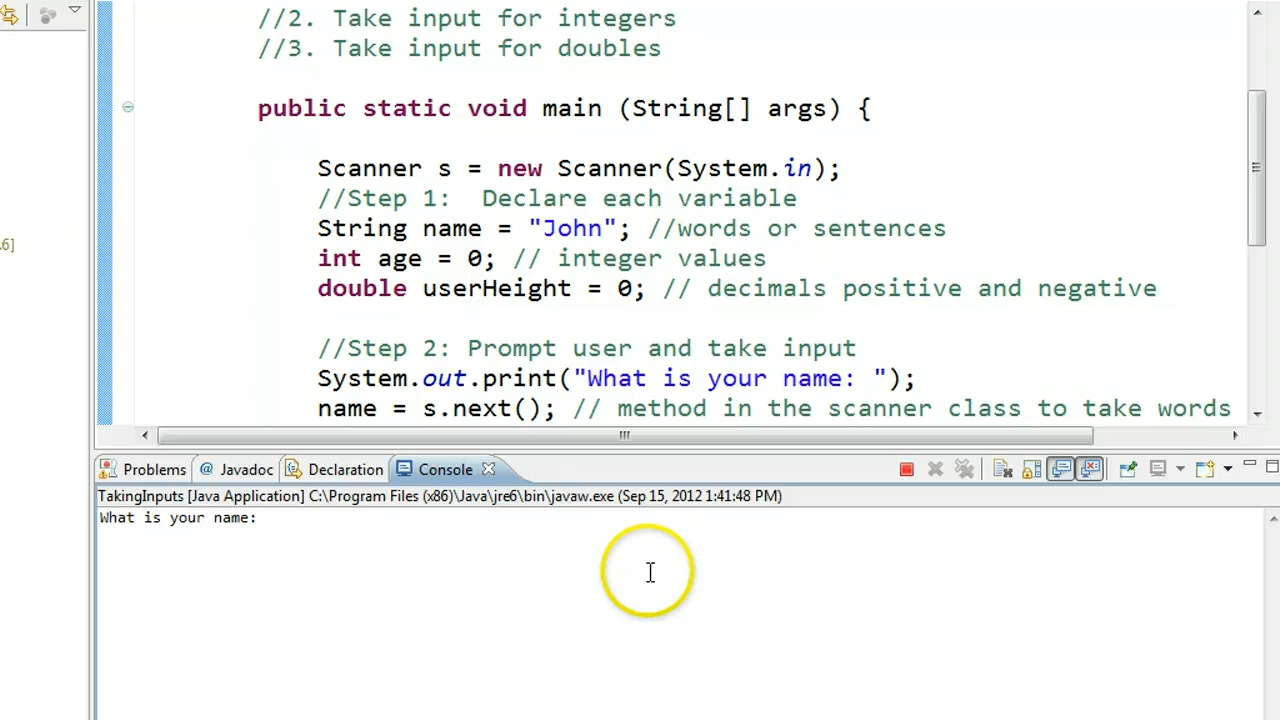 //2. Take input for integers
//3. Take input for doubles
public static void main (String[] args) {
Scanner s = new Scanner(System.in);
//Step 1:  Declare each variable
String name = "John"; //words or sentences
int age = 0; // integer values
.6]
double userHeight = 0; // decimals positive and negative
//Step 2: Prompt user and take input
System.out.print("What is your name: ");
name = s.next(); // method in the scanner class to take words
Problems @ Javadoc Declaration Console
TakingInputs [Java Application] C:\Program Files (x86)\Java\jre6\bin\javaw.exe (Sep 15, 2012 1:41:48 PM)
What is your name: